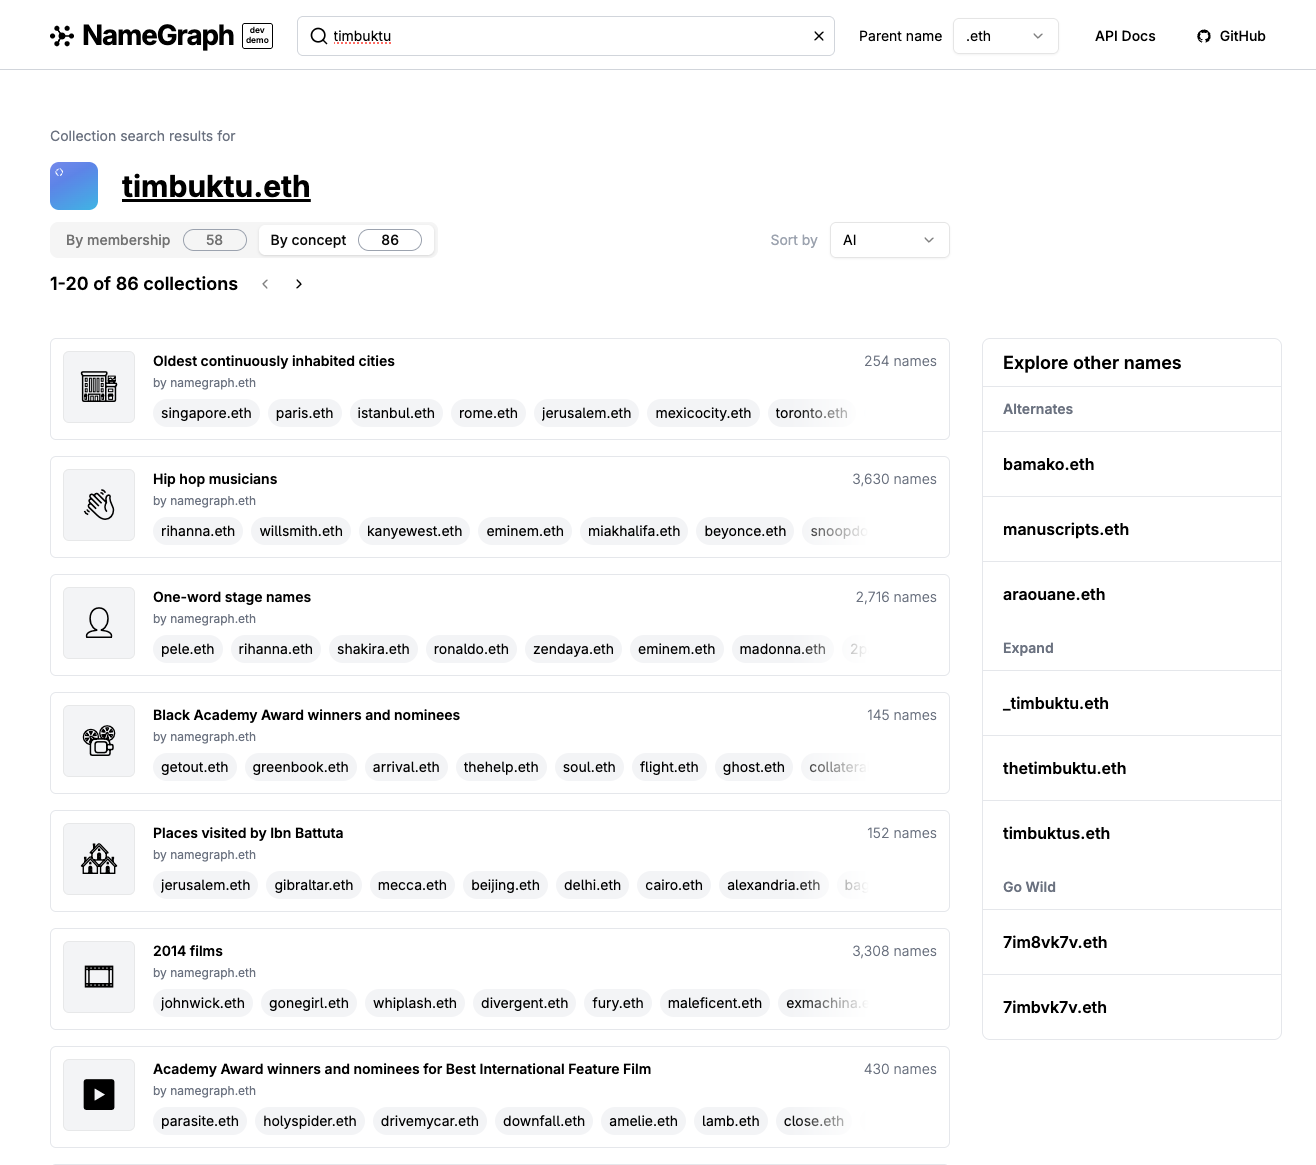 NameGraph
dev
demo
timbuktu
Parent name
.eth
API Docs
GitHub
Collection search results for
timbuktu.eth
By membership 58
By concept 86
Sort by
AI
1-20 of 86 collections
Oldest continuously inhabited cities
254 names
by namegraph.eth
singapore.eth paris.eth istanbul.eth rome.eth jerusalem.eth mexicocity.eth toronto.eth
Hip hop musicians
3,630 names
by namegraph.eth
rihanna.eth willsmith.eth kanyewest.eth eminem.eth miakhalifa.eth beyonce.eth snoopdo
One-word stage names
2,716 names
by namegraph.eth
pele.eth rihanna.eth shakira.eth ronaldo.eth zendaya.eth eminem.eth madonna.eth 2p
Black Academy Award winners and nominees
145 names
by namegraph.eth
getout.eth greenbook.eth arrival.eth thehelp.eth soul.eth flight.eth ghost.eth collatera
Places visited by Ibn Battuta
152 names
by namegraph.eth
jerusalem.eth gibraltar.eth mecca.eth beijing.eth delhi.eth cairo.eth alexandria.eth bag
2014 films
3,308 names
by namegraph.eth
johnwick.eth gonegirl.eth whiplash.eth divergent.eth fury.eth maleficent.eth exmachina.e
Academy Award winners and nominees for Best International Feature Film
430 names
by namegraph.eth
parasite.eth holyspider.eth drivemycar.eth downfall.eth amelie.eth lamb.eth close.eth
Explore other names
Alternates
bamako.eth
manuscripts.eth
araouane.eth
Expand
_timbuktu.eth
thetimbuktu.eth
timbuktus.eth
Go Wild
7im8vk7v.eth
7imbvk7v.eth